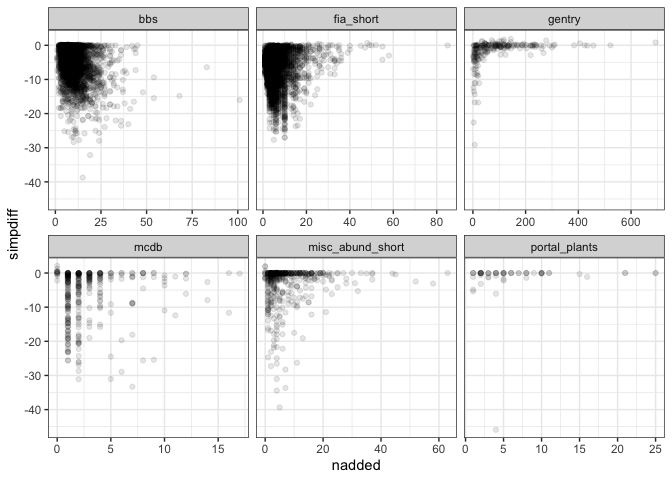 bbs fia_short gentry
0
-10
-20
-30
-40
0 25 50 75 100 0 20 40 60 80 0 200 400 600
simpdiff
mcdb misc_abund_short portal_plants
0
-10
-20
-30
-40
0 5 10 15 0 20 40 60 0 5 10 15 20 25
nadded